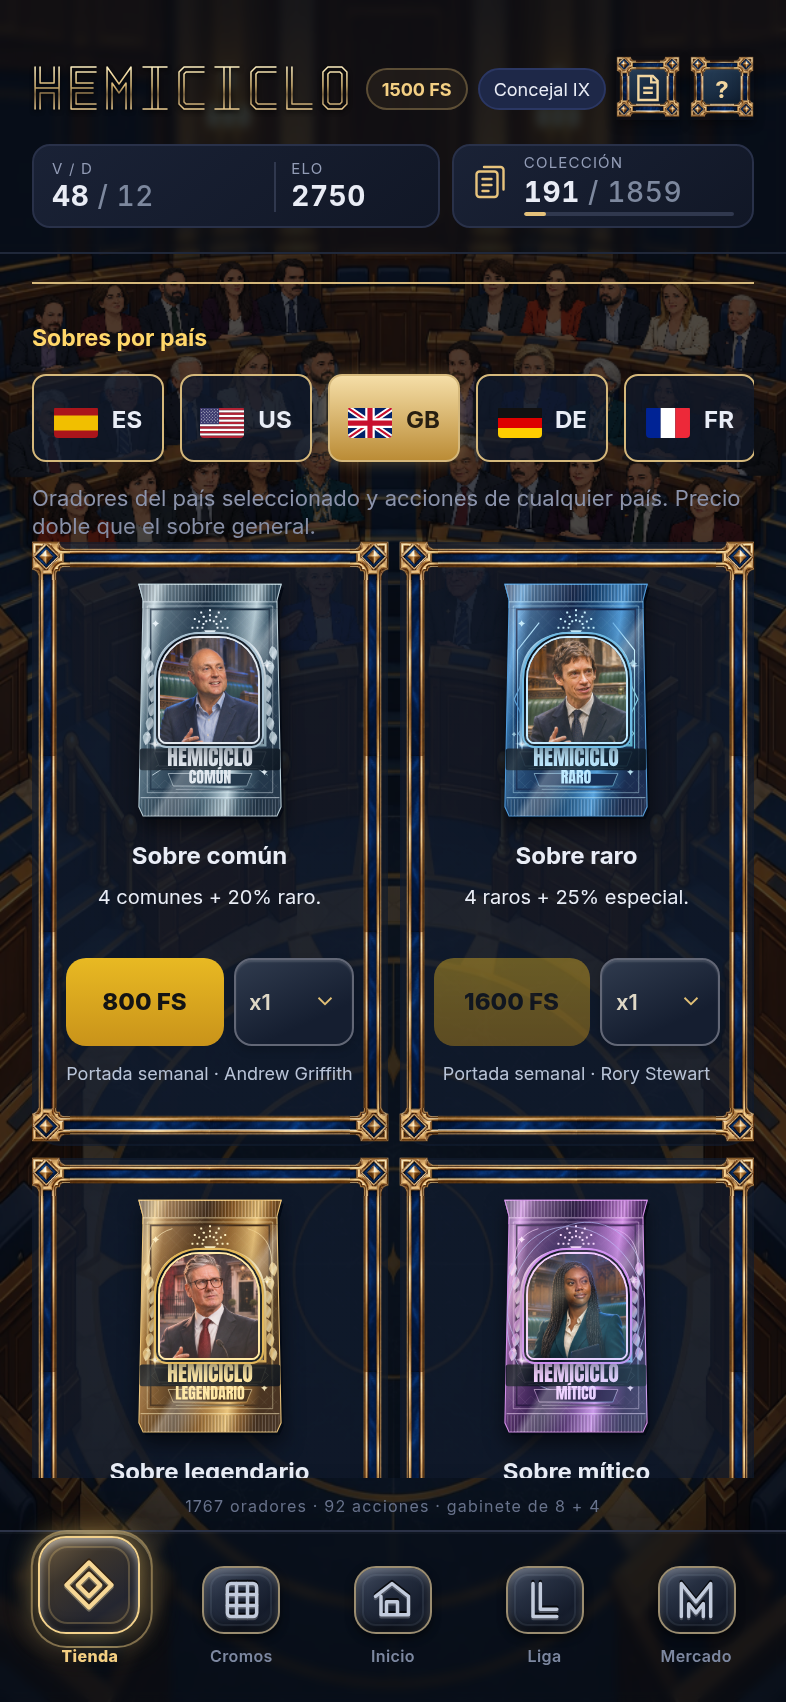 HEMICICLO
1500 FS
Concejal IX
?
V / D
48 / 12
ELO
2750
COLECCIÓN
191 / 1859
Sobres por país
ES
US
GB
DE
FR
Oradores del país seleccionado y acciones de cualquier país. Precio
doble que el sobre general.
HEMICICLO
COMÚN
Sobre común
4 comunes + 20% raro.
800 FS
x1
Portada semanal · Andrew Griffith
HEMICICLO
RARO
Sobre raro
4 raros + 25% especial.
1600 FS
x1
Portada semanal · Rory Stewart
HEMICICLO
LEGENDARIO
Sobre legendario
HEMICICLO
MÍTICO
Sobre mítico
1767 oradores · 92 acciones · gabinete de 8 + 4
Tienda
Cromos
Inicio
L
Liga
M
Mercado